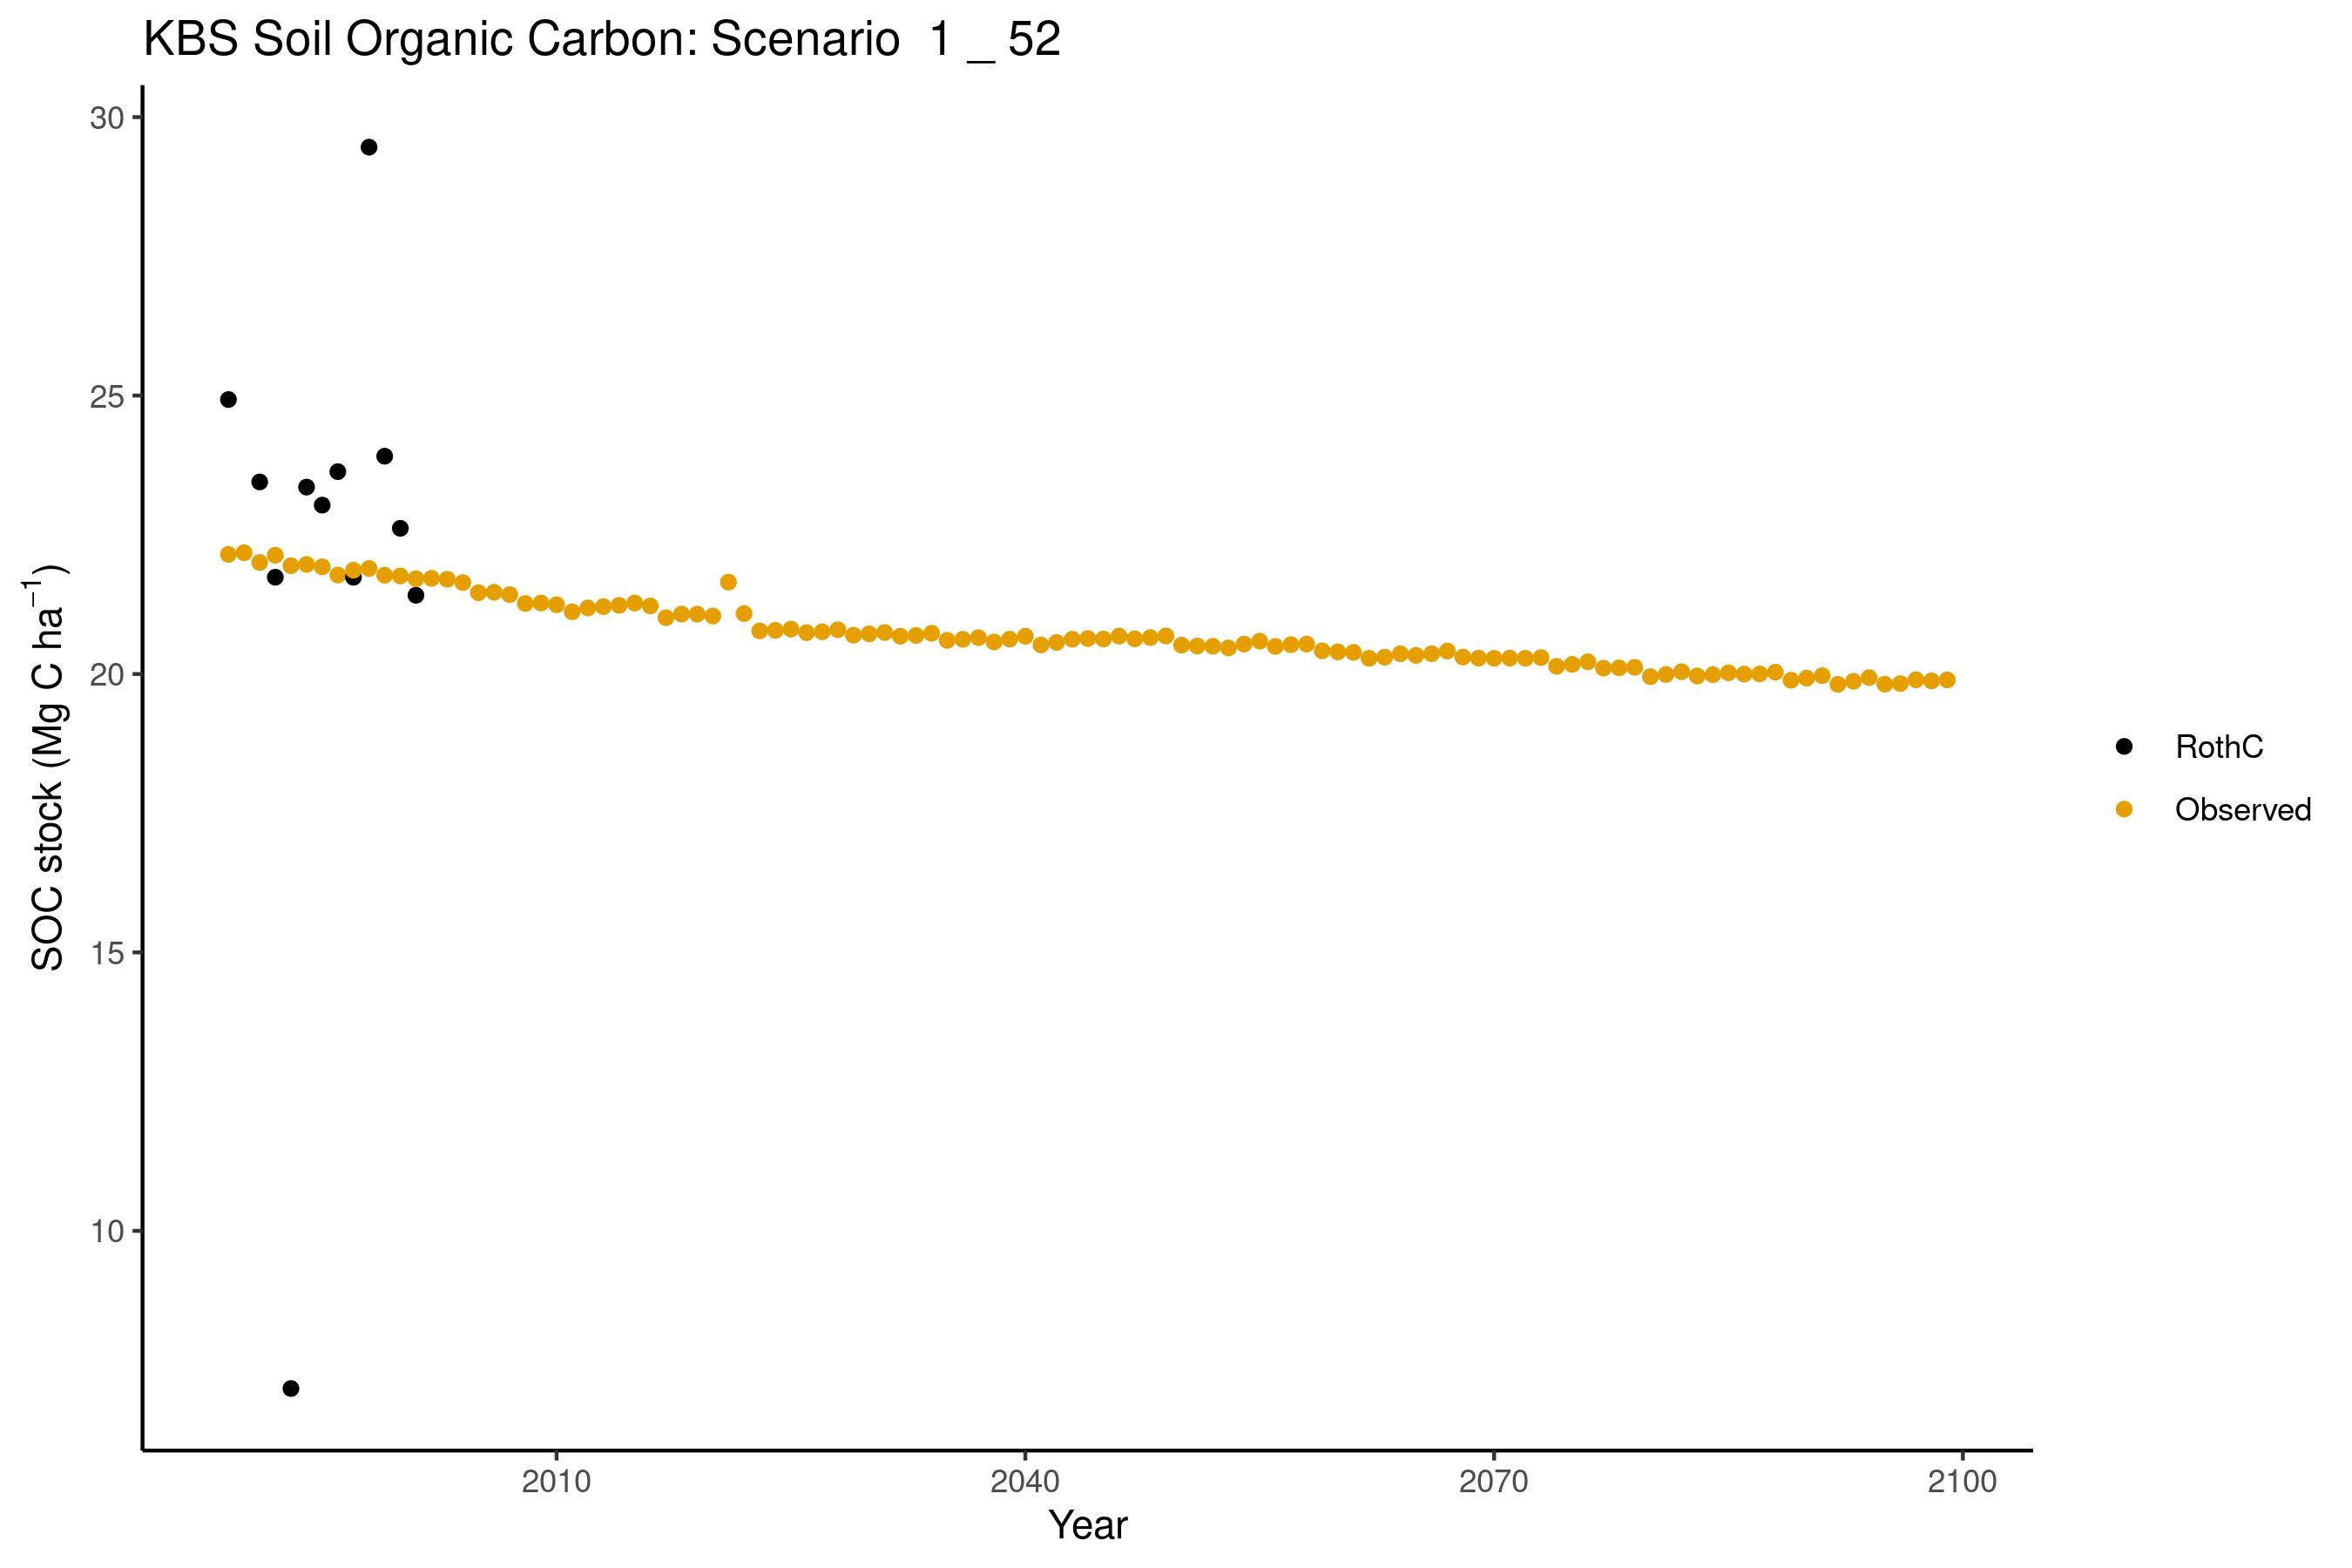 KBS Soil Organic Carbon: Scenario  1 _ 52
SOC stock (Mg C ha⁻¹)
30
25
20
15
10
2010
2040
2070
2100
Year
RothC
Observed